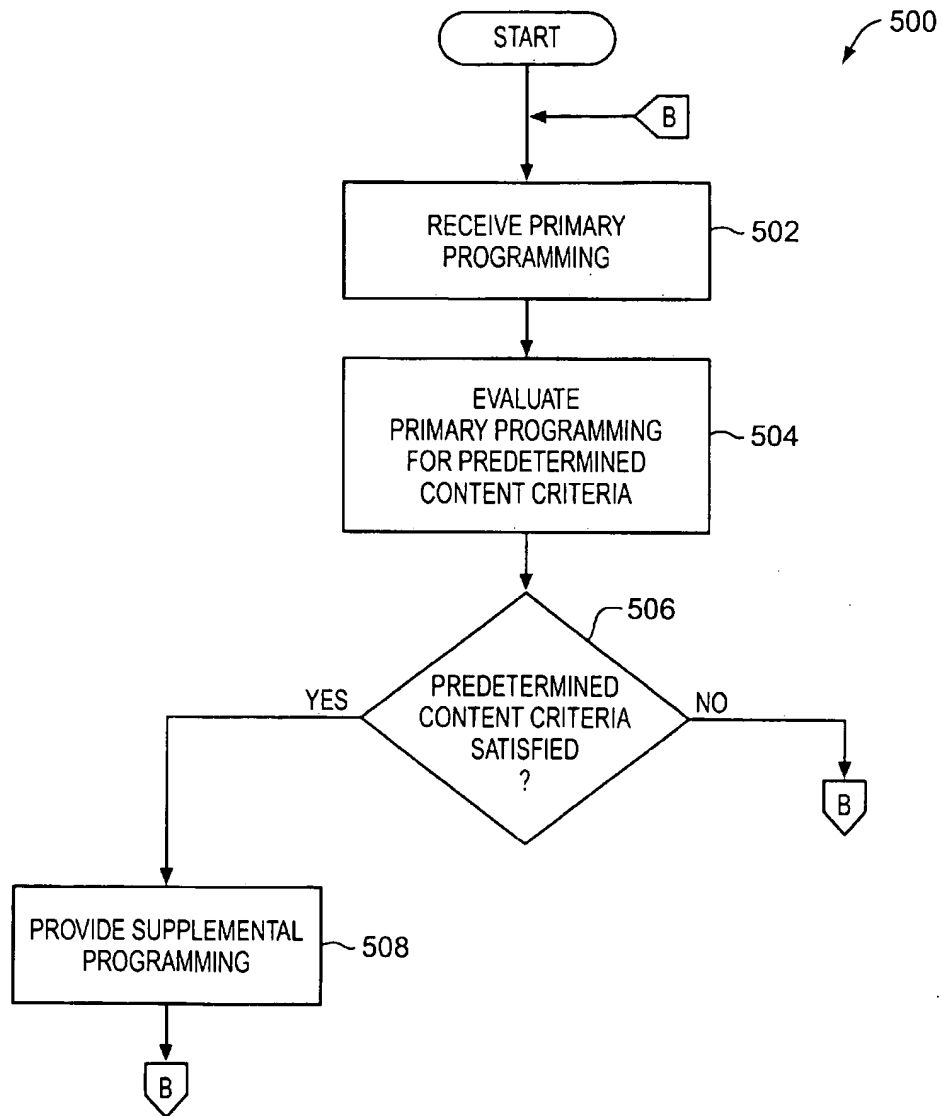 START
500
B
RECEIVE PRIMARY
PROGRAMMING
502
EVALUATE
PRIMARY PROGRAMMING
FOR PREDETERMINED
CONTENT CRITERIA
504
506
PREDETERMINED
CONTENT CRITERIA
SATISFIED
?
YES
NO
B
PROVIDE SUPPLEMENTAL
PROGRAMMING
508
B